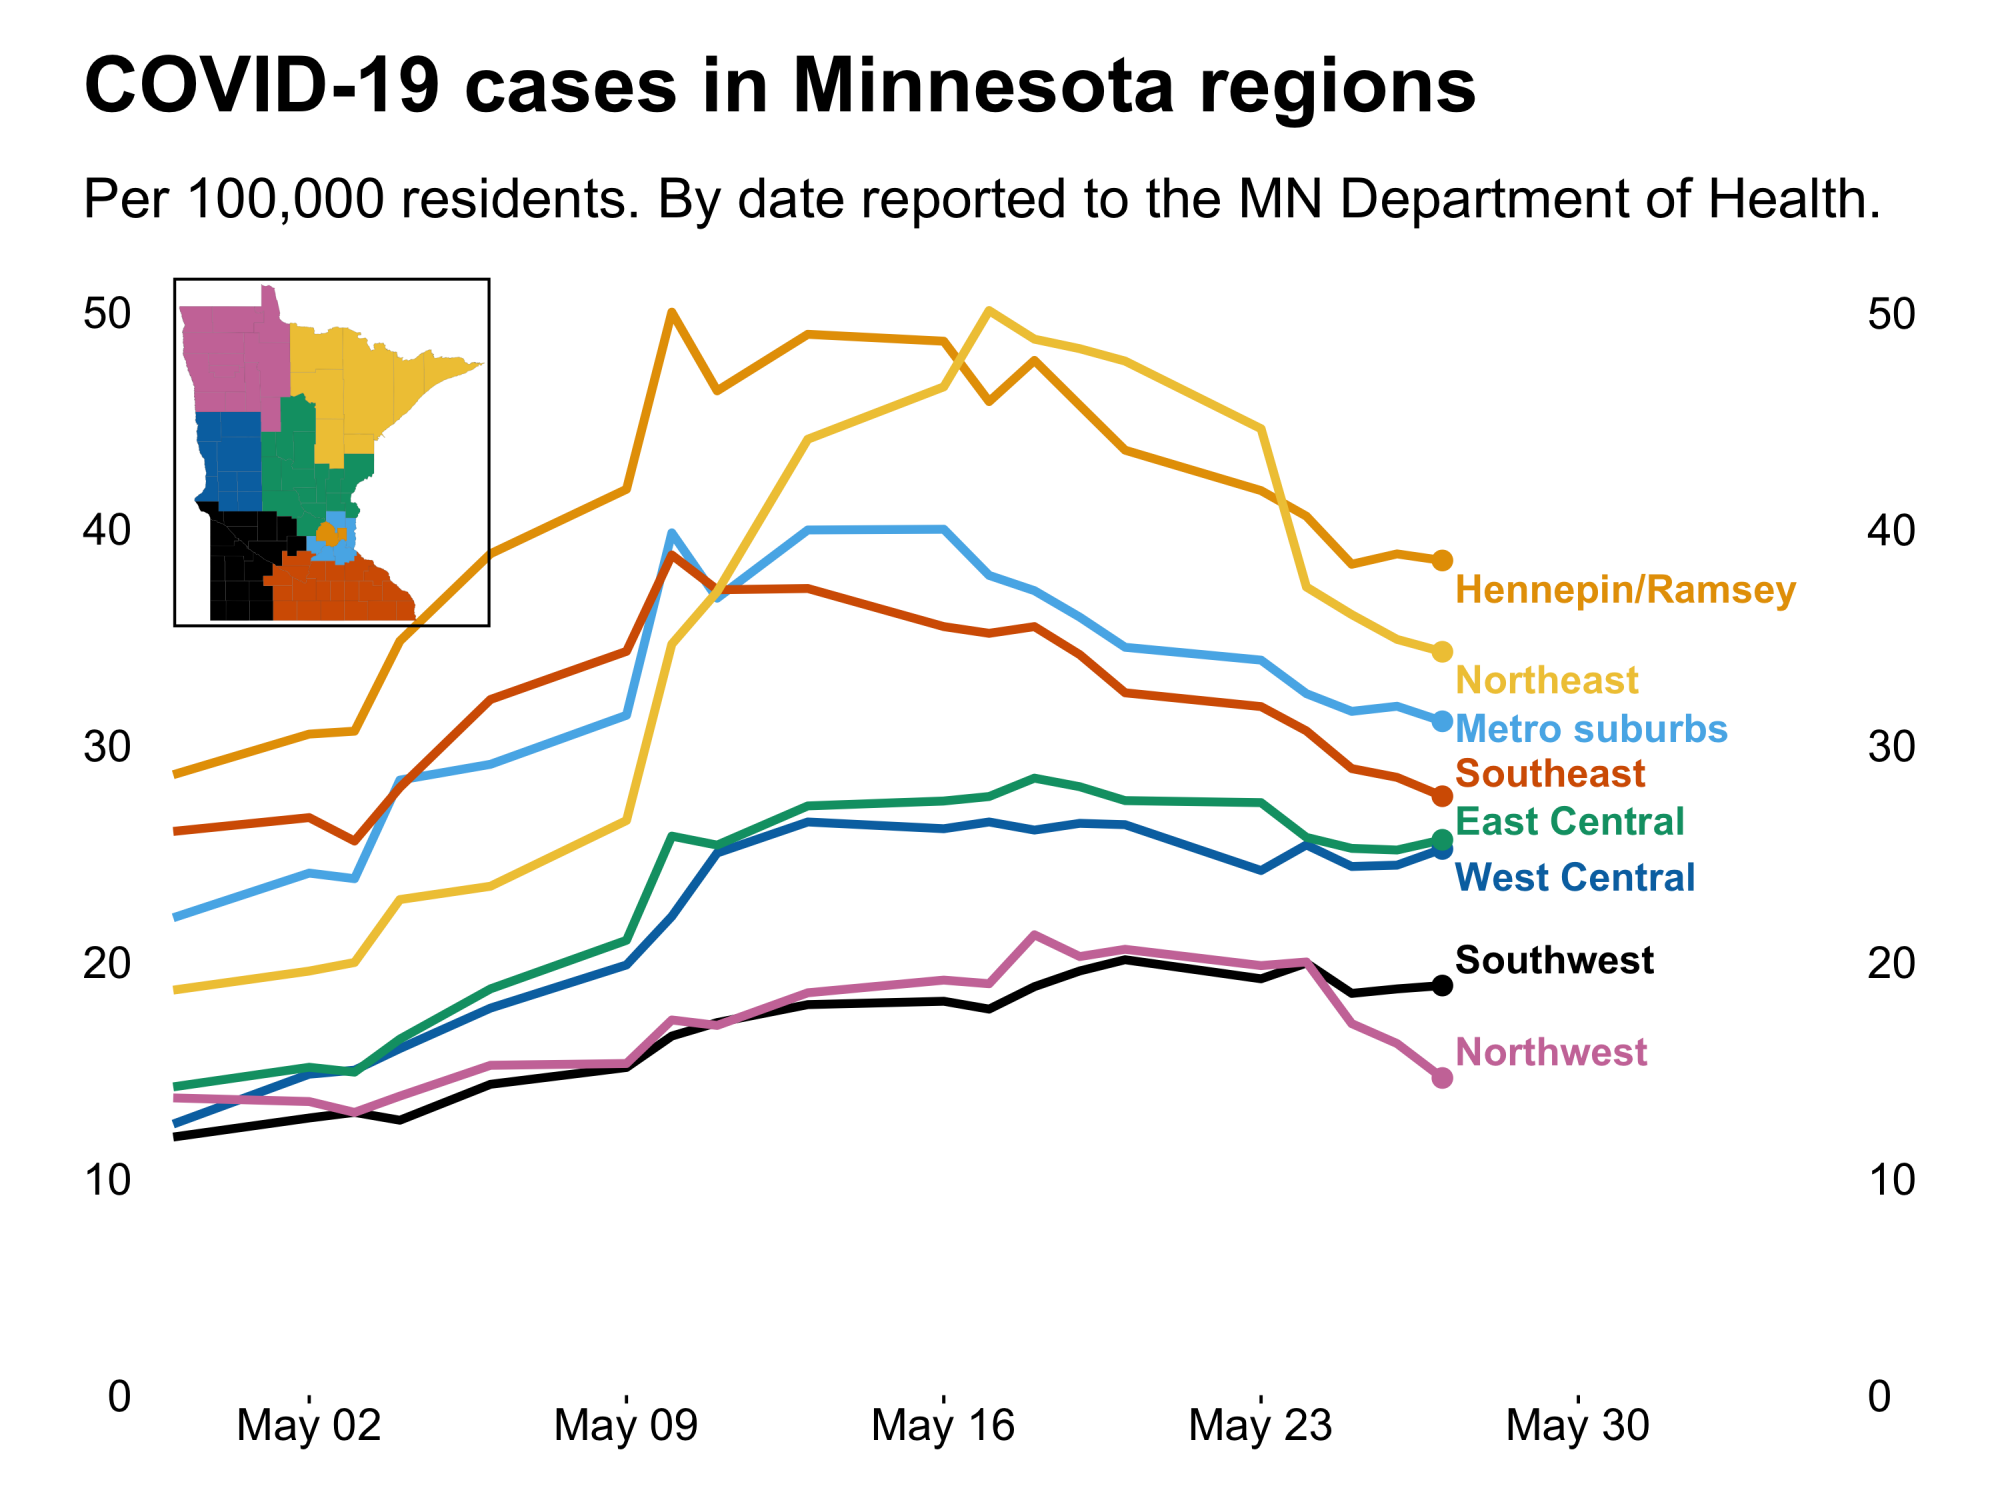 COVID-19 cases in Minnesota regions
Per 100,000 residents. By date reported to the MN Department of Health.
50
50
40
40
Hennepin/Ramsey
Northeast
Metro suburbs
30
30
Southeast
East Central
West Central
Southwest
20
20
Northwest
10
10
0
0
May 02
May 09
May 16
May 23
May 30